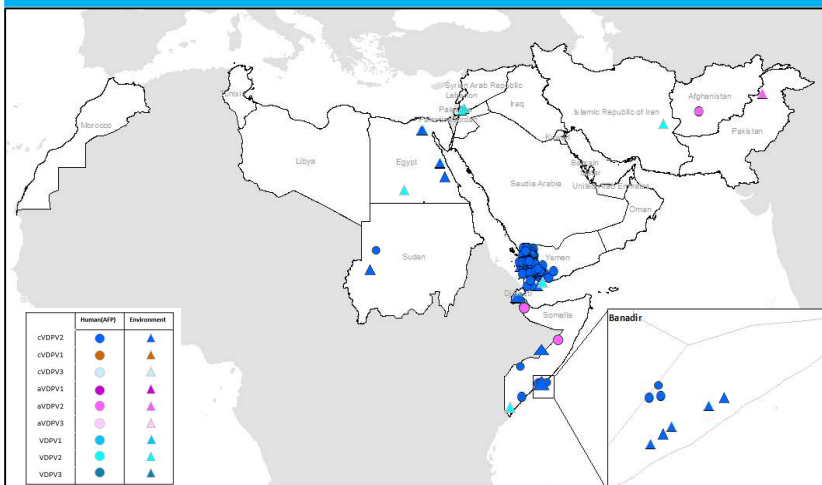 Syrian Arab Republic
Lebanon
Tunisia
Iraq
Afghanistan
Islamic Republic of Iran
Morocco
Pakistan
Libya
Egypt
Bahrain
Qatar
Saudi Arabia
United Arab Emirates
Oman
Sudan
Yemen
Djibouti
Somalia
Banadir
Human(AFP) Environment
cVDPV2
cVDPV1
cVDPV3
aVDPV1
aVDPV2
aVDPV3
VDPV1
VDPV2
VDPV3